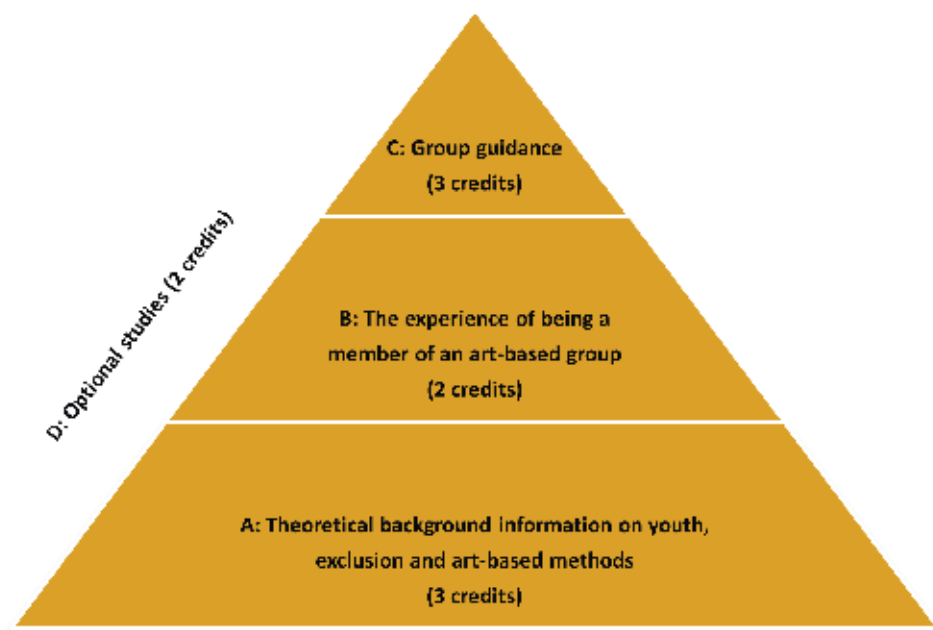 C: Group guidance
(3 credits)
D: Optional studies (2 credits)
B: The experience of being a
member of an art-based group
(2 credits)
A: Theoretical background information on youth,
exclusion and art-based methods
(3 credits)